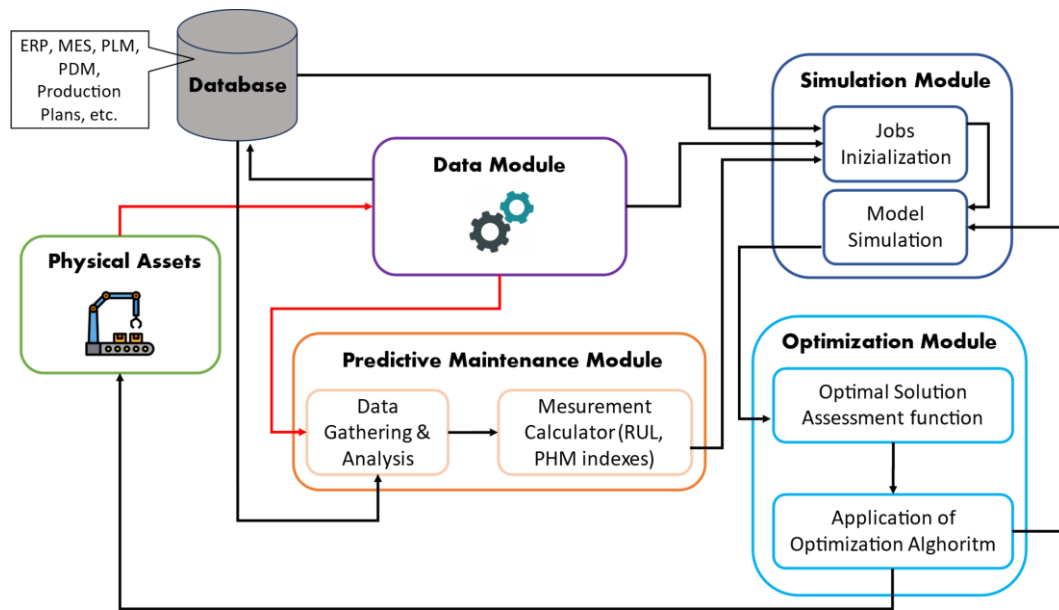 ERP, MES, PLM,
PDM,
Production
Plans, etc.
Database
Data Module
Physical Assets
Predictive Maintenance Module
Data
Gathering &
Analysis
Mesurement
Calculator (RUL,
PHM indexes)
Simulation Module
Jobs
Inizialization
Model
Simulation
Optimization Module
Optimal Solution
Assessment function
Application of
Optimization Alghoritm